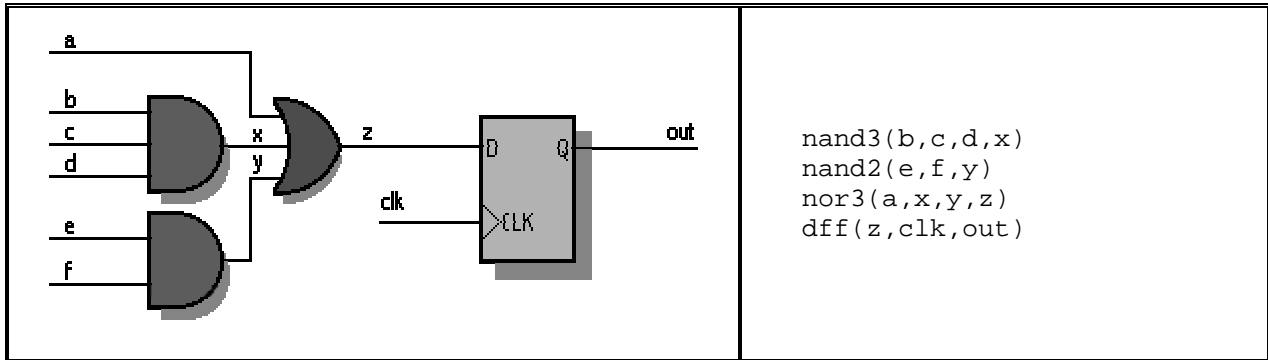 a
b
c
d
e
f
x
y
z
clk
D
Q
CLK
out
nand3(b,c,d,x)
nand2(e,f,y)
nor3(a,x,y,z)
dff(z,clk,out)